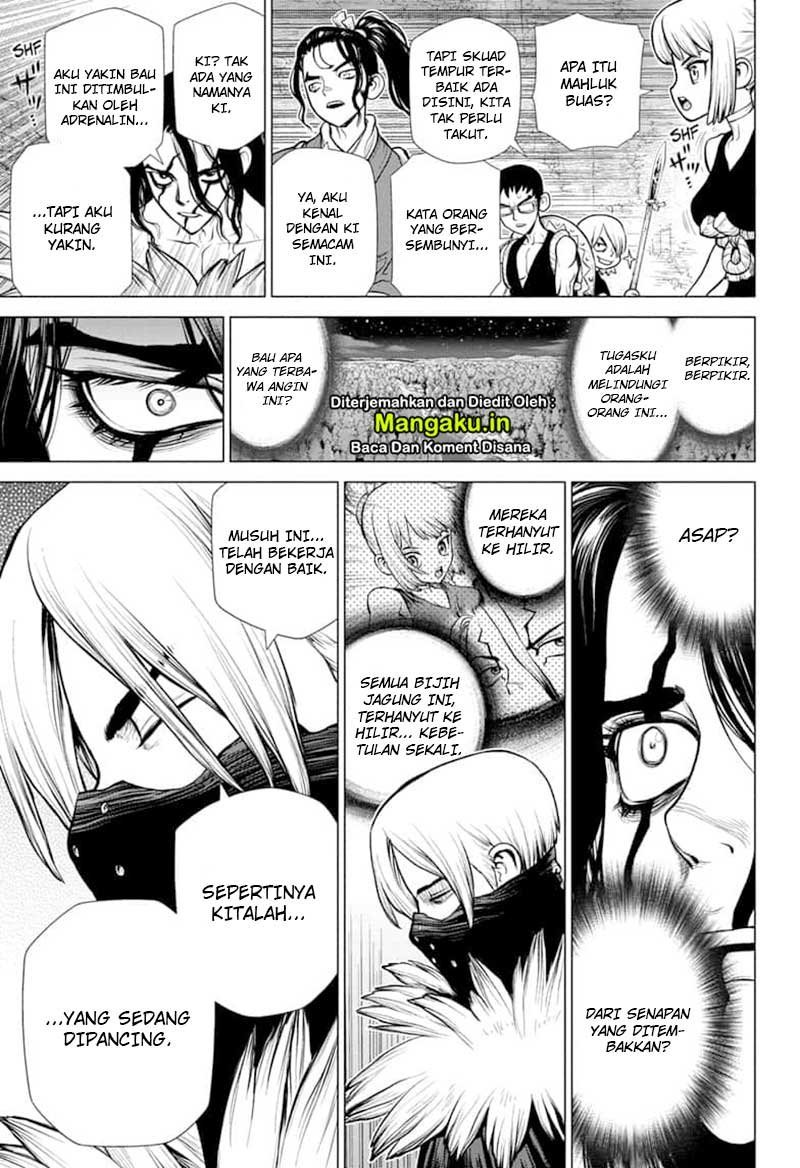 APA ITU
MAHLUK
BUAS?
TAPI SKUAD
TEMPUR TER-
BAIK ADA
DISINI, KITA
TAK PERLU
TAKUT.
KATA ORANG
YANG BER-
SEMBUNYI...
YA, AKU
KENAL
DENGAN KI
SEMACAM
INI.
SHF
SHF
KI? TAK
ADA YANG
NAMANYA
KI.
AKU YAKIN BAU
INI DITIMBUL-
KAN OLEH
ADRENALIN...
...TAPI AKU
KURANG
YAKIN.
BERPIKIR,
BERPIKIR.
TUGASKU
ADALAH
MELINDUNGI
ORANG-
ORANG INI...
BAU APA
YANG TERBA-
WA ANGIN
INI?
Diterjemahkan dan Diedit Oleh :
Mangaku.in
Baca Dan Koment Disana
ASAP?
DARI SENAPAN
YANG DITEM-
BAKKAN?
MEREKA
TERHANYUT
KE HILIR.
SEMUA BIJIH
JAGUNG INI,
TERHANYUT KE
HILIR... KEBE-
TULAN SEKALI.
MUSUH INI...
TELAH BEKERJA
DENGAN BAIK.
SEPERTINYA
KITALAH...
...YANG SEDANG
DIPANCING.